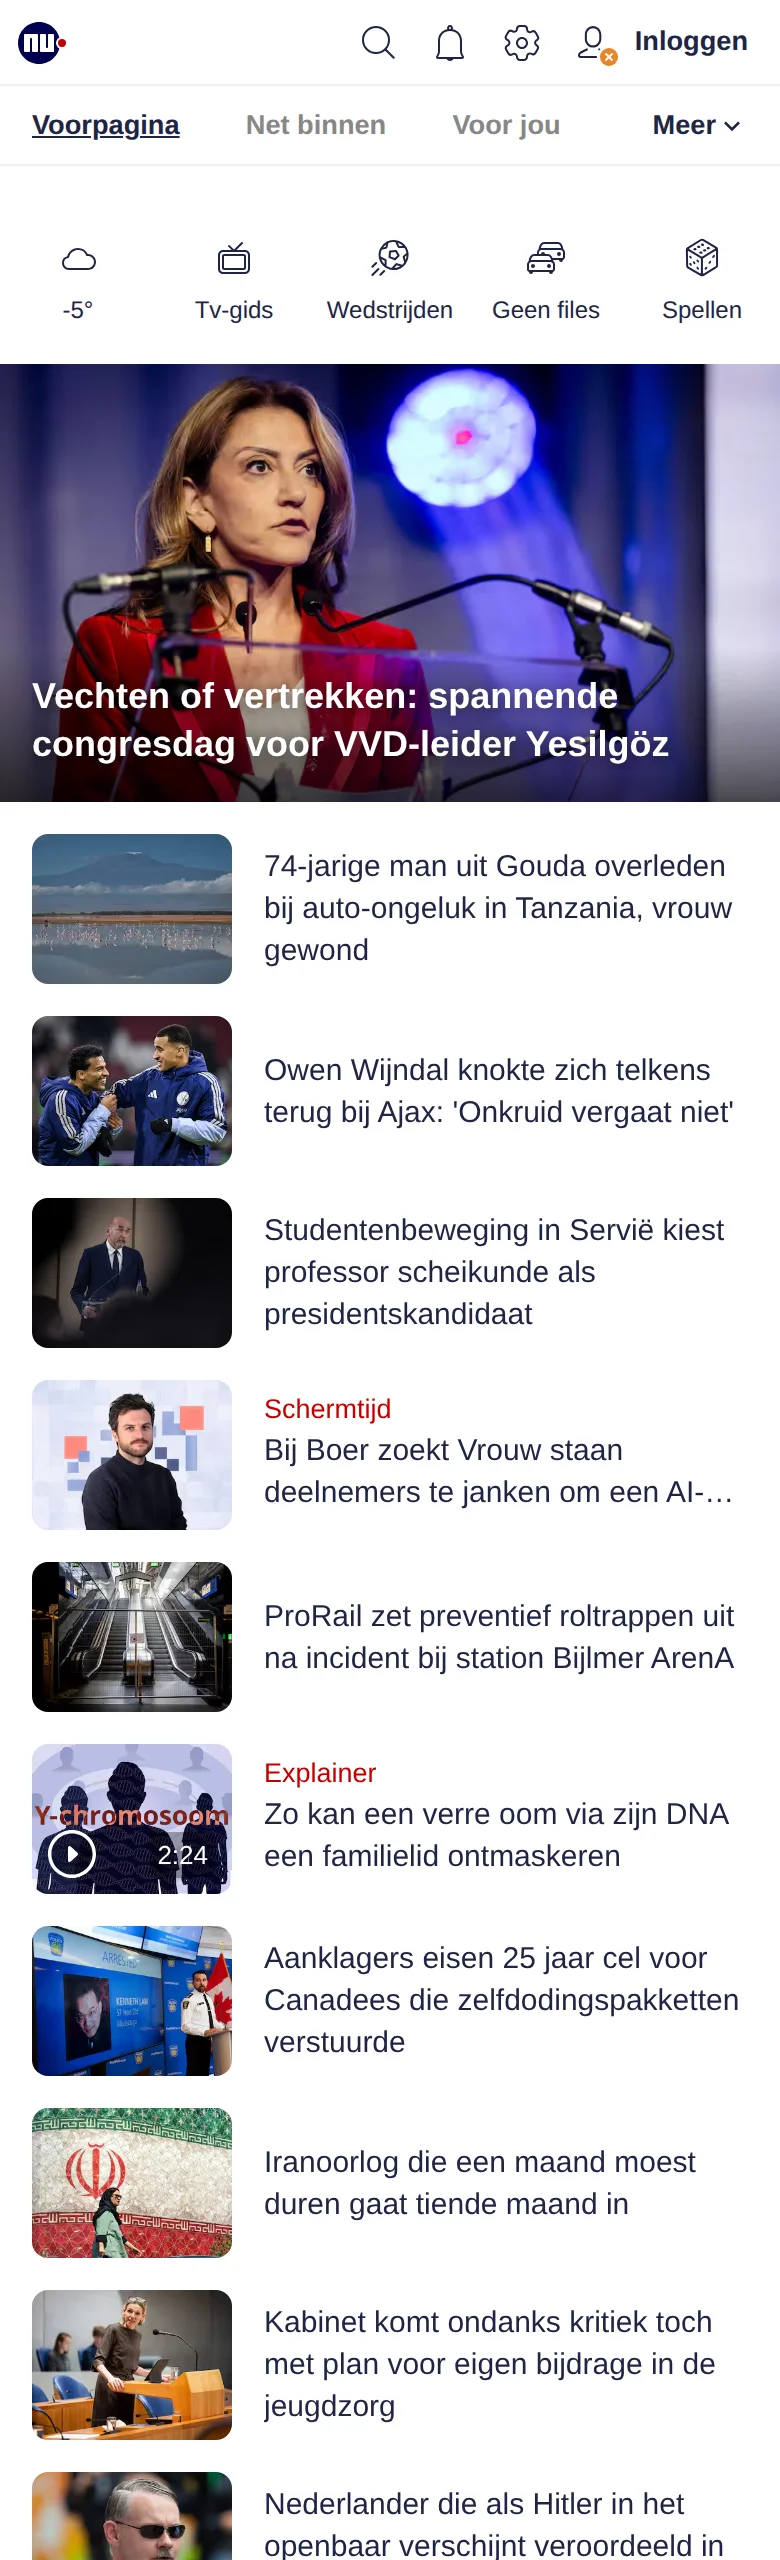 nu
Inloggen
Voorpagina
Net binnen
Voor jou
Meer
-5°
Tv-gids
Wedstrijden
Geen files
Spellen
Vechten of vertrekken: spannende
congresdag voor VVD-leider Yesilgöz
74-jarige man uit Gouda overleden
bij auto-ongeluk in Tanzania, vrouw
gewond
Owen Wijndal knokte zich telkens
terug bij Ajax: 'Onkruid vergaat niet'
Studentenbeweging in Servië kiest
professor scheikunde als
presidentskandidaat
Schermtijd
Bij Boer zoekt Vrouw staan
deelnemers te janken om een AI-…
ProRail zet preventief roltrappen uit
na incident bij station Bijlmer ArenA
Y-chromosoom
2:24
Explainer
Zo kan een verre oom via zijn DNA
een familielid ontmaskeren
ARRESTED
KENNETH LAW
Aanklagers eisen 25 jaar cel voor
Canadees die zelfdodingspakketten
verstuurde
Iranoorlog die een maand moest
duren gaat tiende maand in
Kabinet komt ondanks kritiek toch
met plan voor eigen bijdrage in de
jeugdzorg
Nederlander die als Hitler in het
openbaar verschijnt veroordeeld in